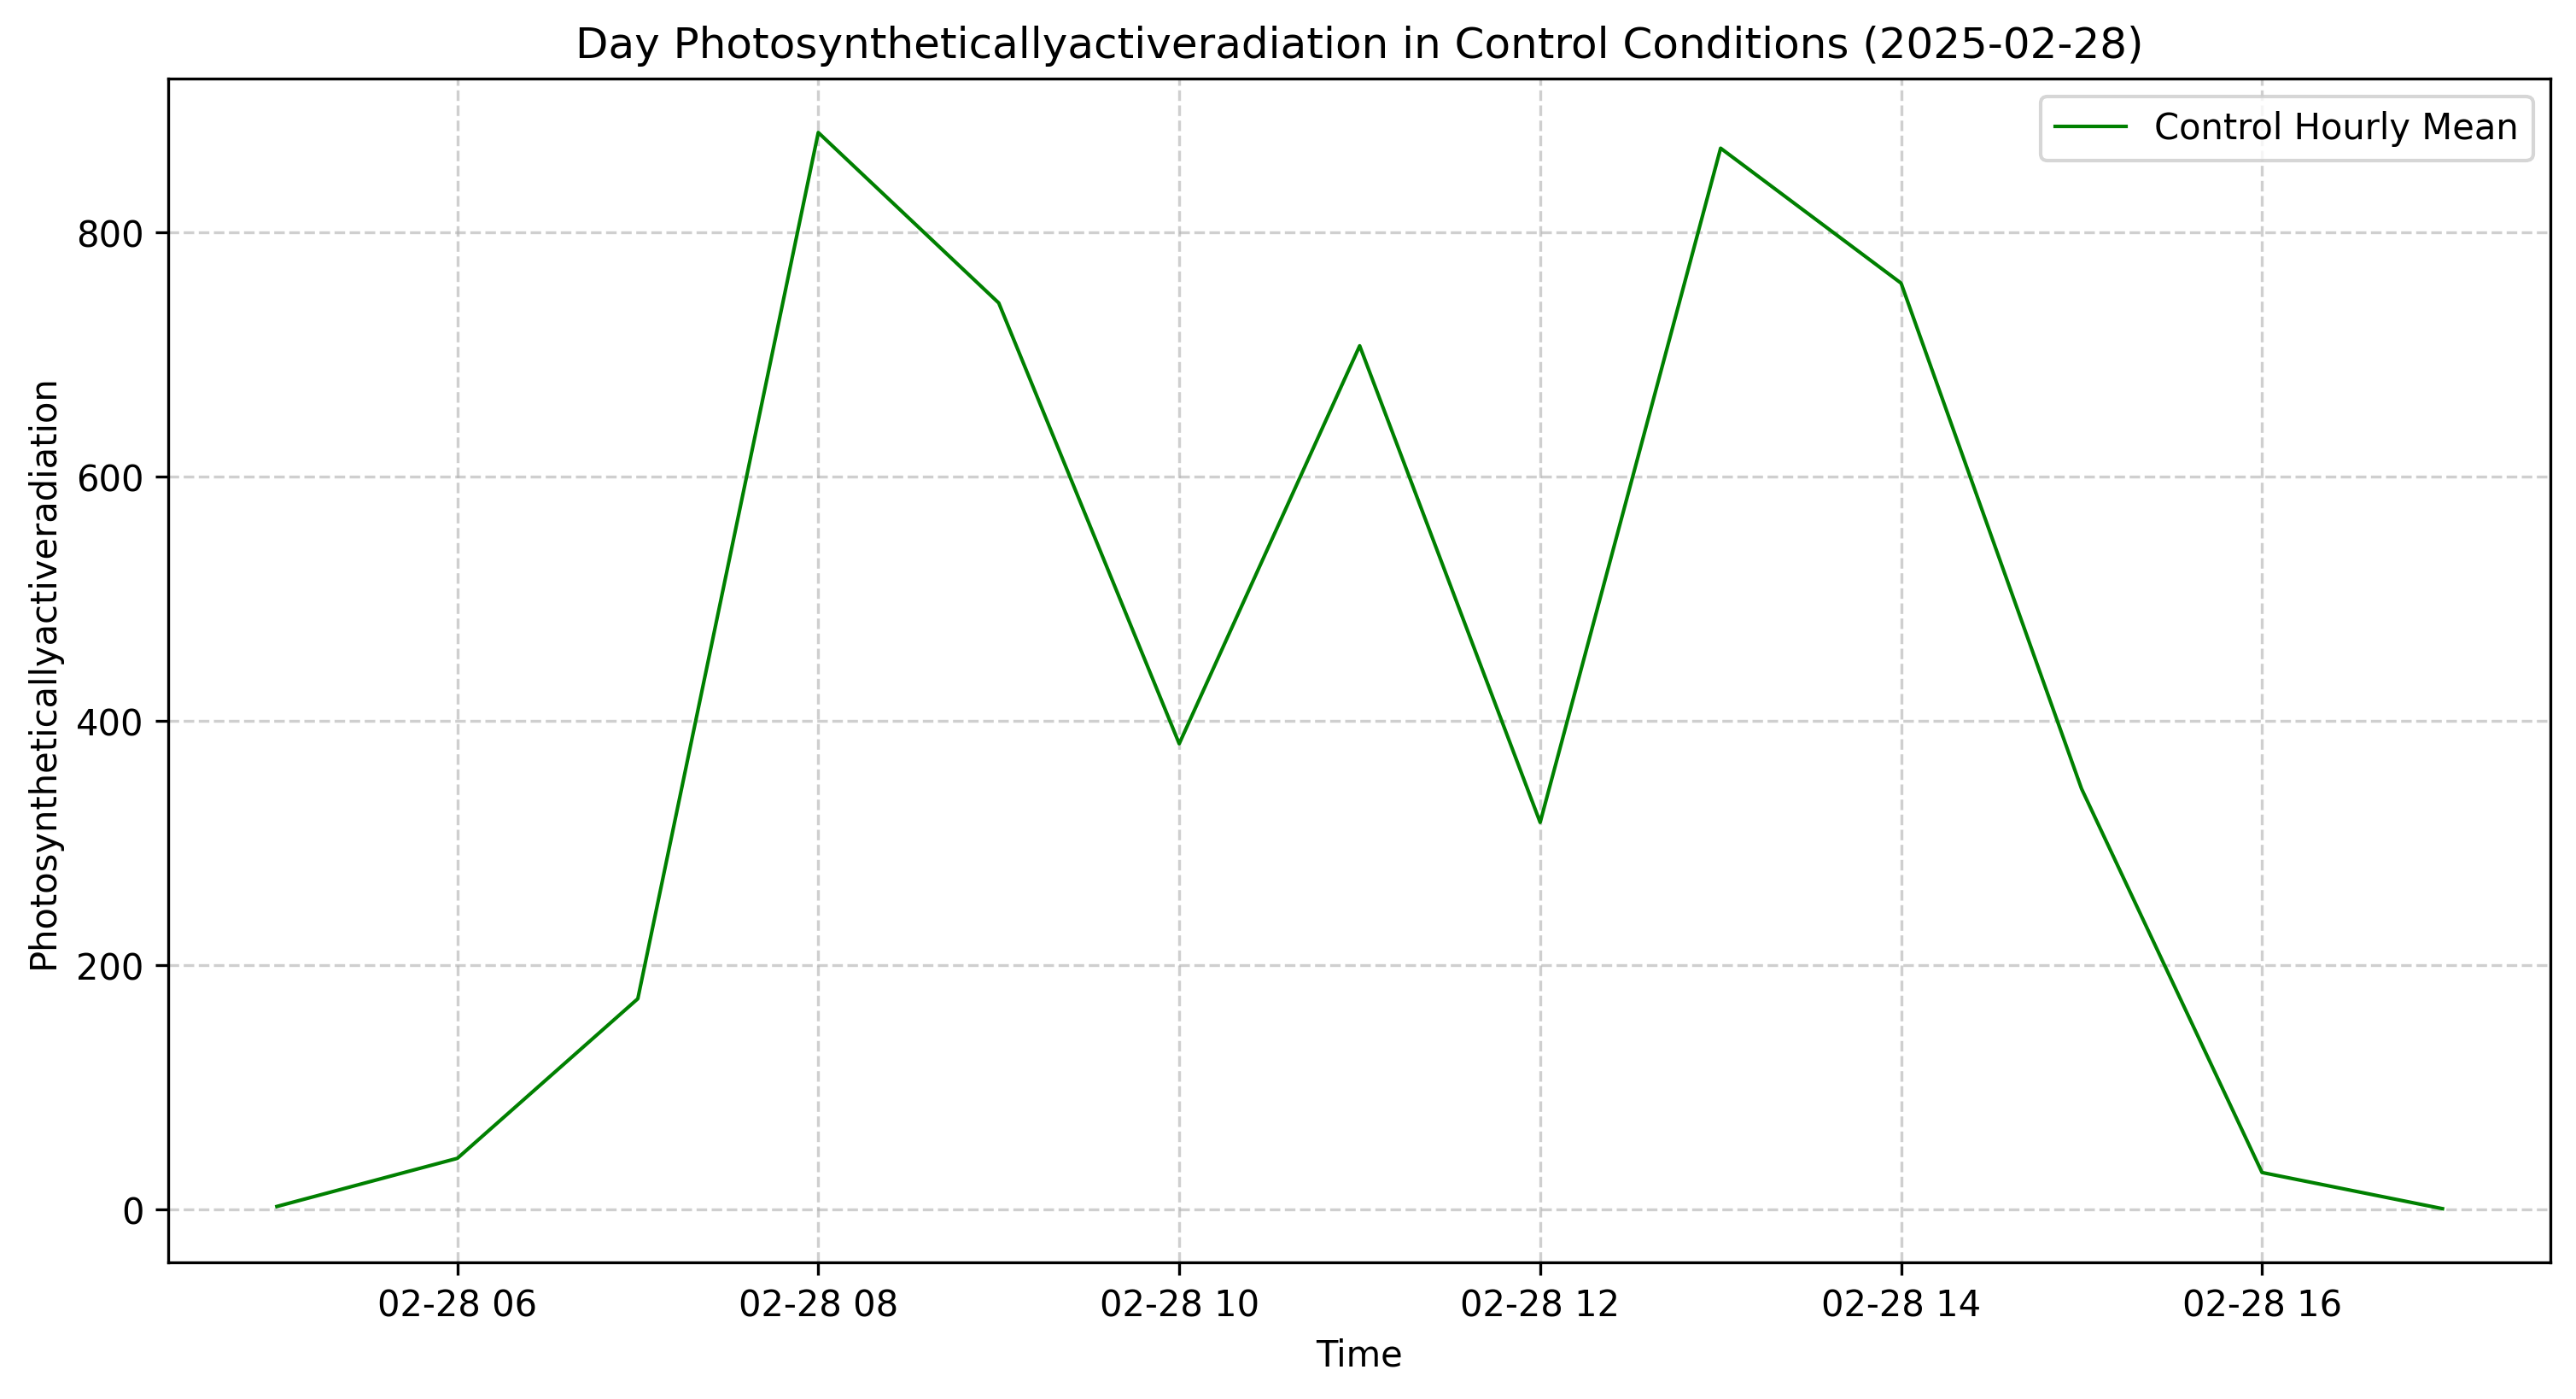 Day Photosyntheticallyactiveradiation in Control Conditions (2025-02-28)
Control Hourly Mean
Photosyntheticallyactiveradiation
800
600
400
200
0
02-28 06 02-28 08 02-28 10 02-28 12 02-28 14 02-28 16
Time